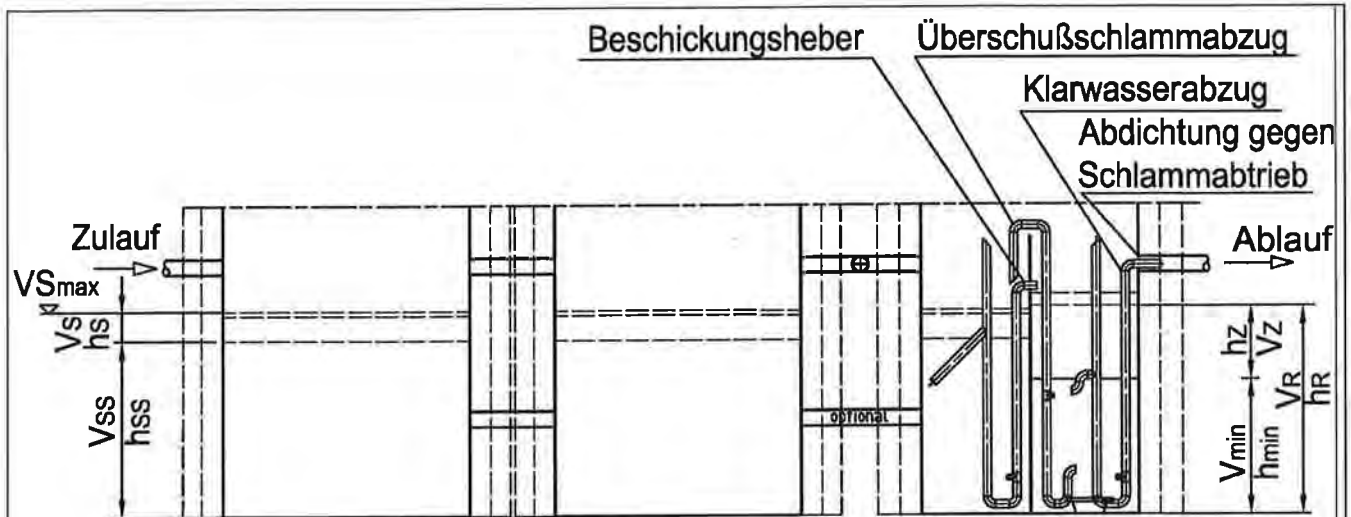 Beschickungsheber
Überschußschlammabzug
Klarwasserabzug
Abdichtung gegen
Schlammabtrieb
Zulauf
Ablauf
VSmax
VS
hS
VSS
hSS
optional
hZ
VZ
VR
hR
Vmin
hmin